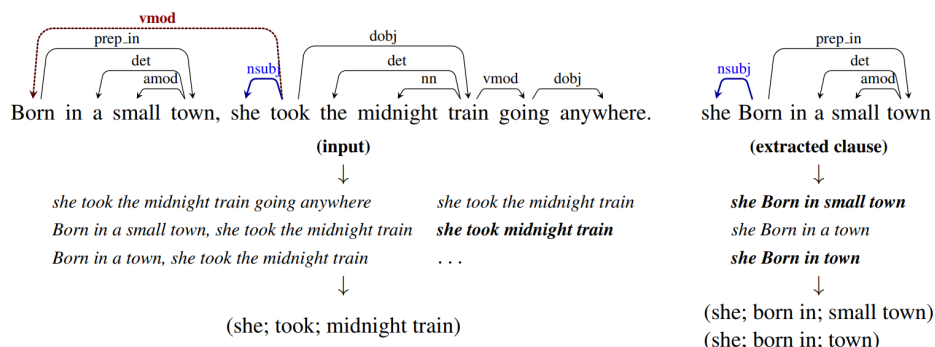 vmod
prep_in
dobj
det
det
amod
nsubj
nn
vmod
dobj
Born in a small town, she took the midnight train going anywhere.
(input)
she took the midnight train going anywhere
she took the midnight train
Born in a small town, she took the midnight train
she took midnight train
Born in a town, she took the midnight train
. . .
(she; took; midnight train)
prep_in
det
nsubj
amod
she Born in a small town
(extracted clause)
she Born in small town
she Born in a town
she Born in town
(she; born in; small town)
(she; born in; town)